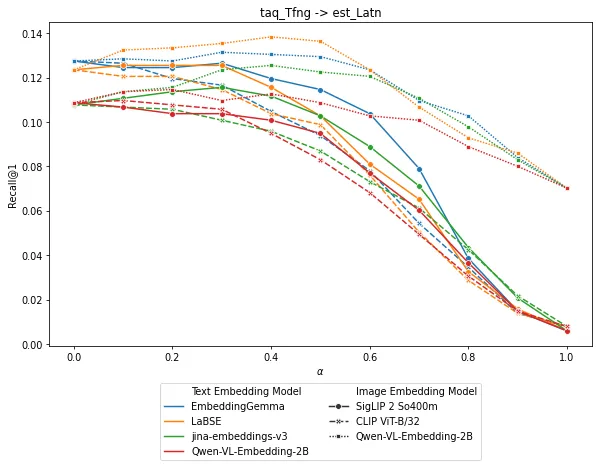 taq_Tfng -> est_Latn
Recall@1
0.14
0.12
0.10
0.08
0.06
0.04
0.02
0.00
0.0
0.2
0.4
0.6
0.8
1.0
α
Text Embedding Model
EmbeddingGemma
LaBSE
jina-embeddings-v3
Qwen-VL-Embedding-2B
Image Embedding Model
SigLIP 2 So400m
CLIP ViT-B/32
Qwen-VL-Embedding-2B